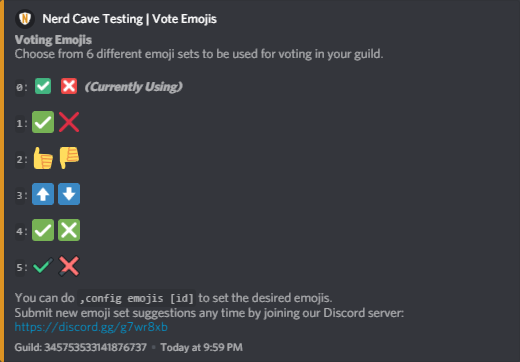 Nerd Cave Testing | Vote Emojis
Voting Emojis
Choose from 6 different emoji sets to be used for voting in your guild.
0: ✅ ❌ (Currently Using)
1: ✅ ❌
2: 👍 👎
3: ⬆️ ⬇️
4: ✅ ❎
5: ✔️ ❌
You can do ,config emojis [id] to set the desired emojis.
Submit new emoji set suggestions any time by joining our Discord server:
https://discord.gg/g7wr8xb
Guild: 345753533141876737 • Today at 9:59 PM